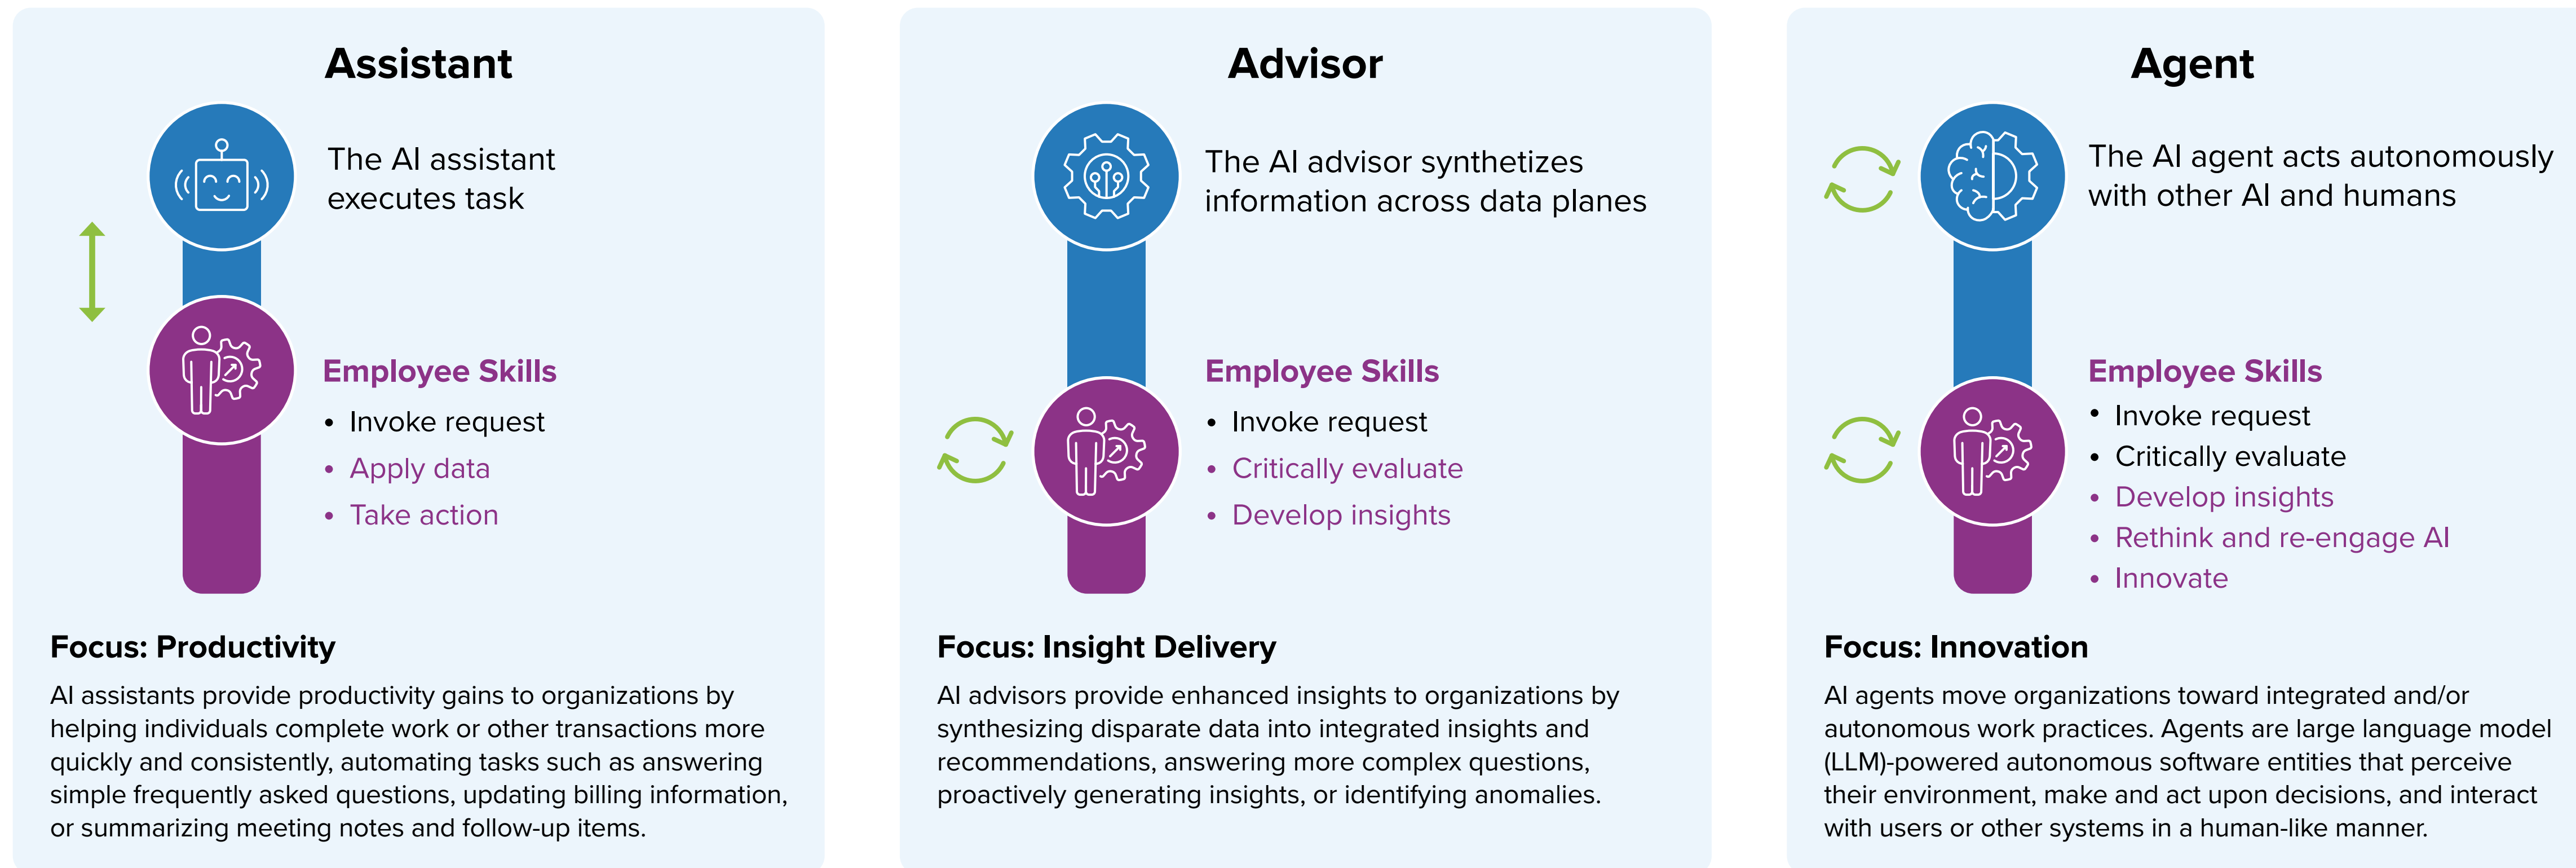 Assistant
The AI assistant
executes task
Employee Skills
• Invoke request
• Apply data
• Take action
Focus: Productivity
AI assistants provide productivity gains to organizations by
helping individuals complete work or other transactions more
quickly and consistently, automating tasks such as answering
simple frequently asked questions, updating billing information,
or summarizing meeting notes and follow-up items.
Advisor
The AI advisor synthetizes
information across data planes
Employee Skills
• Invoke request
• Critically evaluate
• Develop insights
Focus: Insight Delivery
AI advisors provide enhanced insights to organizations by
synthesizing disparate data into integrated insights and
recommendations, answering more complex questions,
proactively generating insights, or identifying anomalies.
Agent
The AI agent acts autonomously
with other AI and humans
Employee Skills
• Invoke request
• Critically evaluate
• Develop insights
• Rethink and re-engage AI
• Innovate
Focus: Innovation
AI agents move organizations toward integrated and/or
autonomous work practices. Agents are large language model
(LLM)-powered autonomous software entities that perceive
their environment, make and act upon decisions, and interact
with users or other systems in a human-like manner.